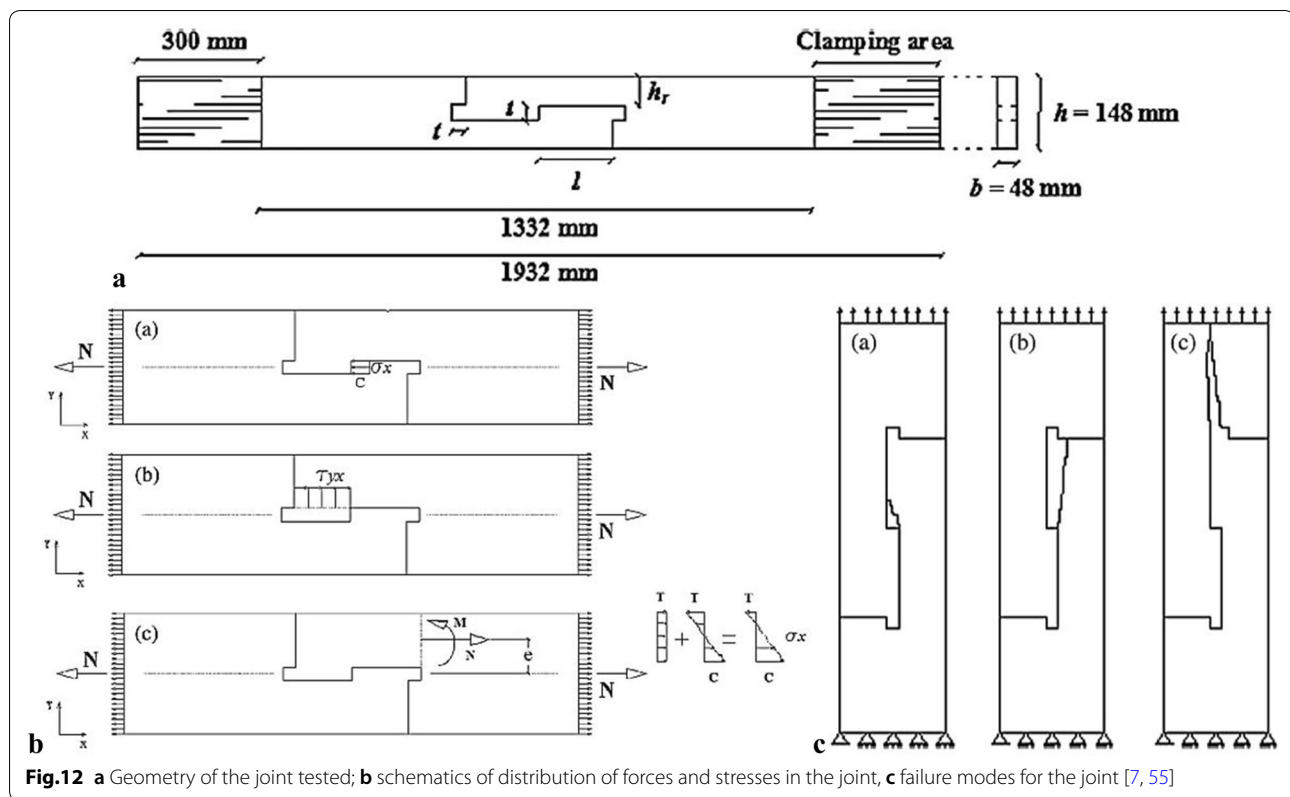 300 mm
Clamping area
hr
t
t
h = 148 mm
l
b = 48 mm
1332 mm
1932 mm
a
(a)
N
σx
C
N
Y
X
(b)
τyx
N
N
Y
X
(c)
M
N
e
N
N
Y
X
T T T
+ = σx
C C
b
(a)
(b)
(c)
c
Fig.12 a Geometry of the joint tested; b schematics of distribution of forces and stresses in the joint, c failure modes for the joint [7, 55]